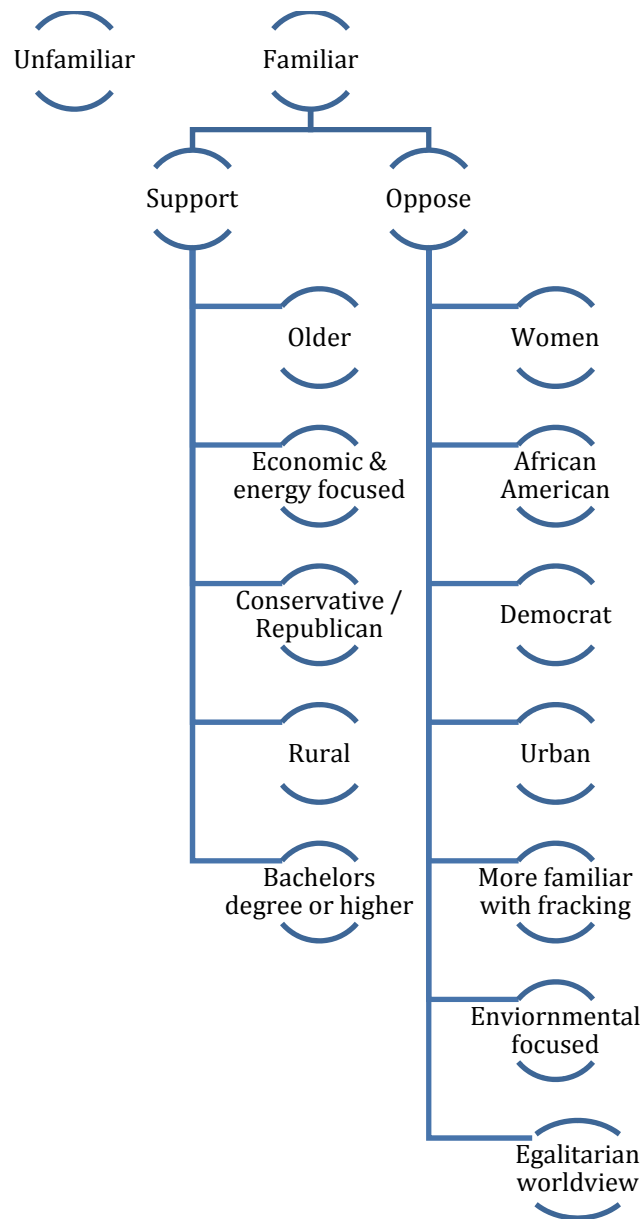 Unfamiliar
Familiar
Support
Oppose
Older
Economic &
energy focused
Conservative /
Republican
Rural
Bachelors
degree or higher
Women
African
American
Democrat
Urban
More familiar
with fracking
Enviornmental
focused
Egalitarian
worldview